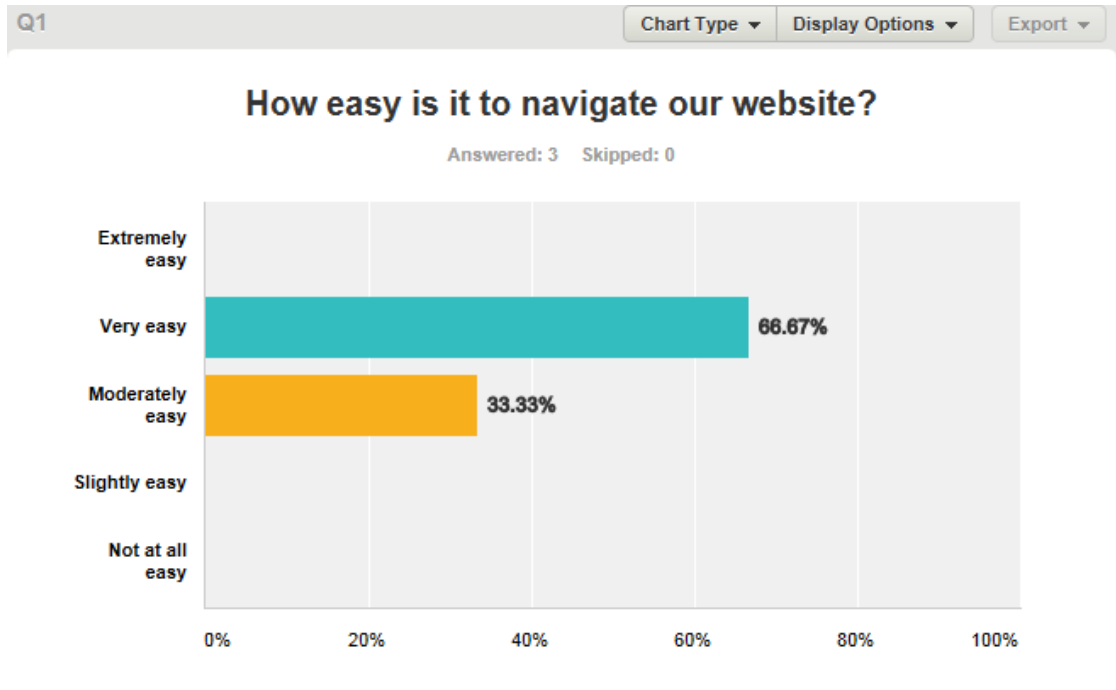 Q1 Chart Type Display Options Export
How easy is it to navigate our website?
Answered: 3 Skipped: 0
Extremely
easy
Very easy 66.67%
Moderately
easy
33.33%
Slightly easy
Not at all
easy
0% 20% 40% 60% 80% 100%